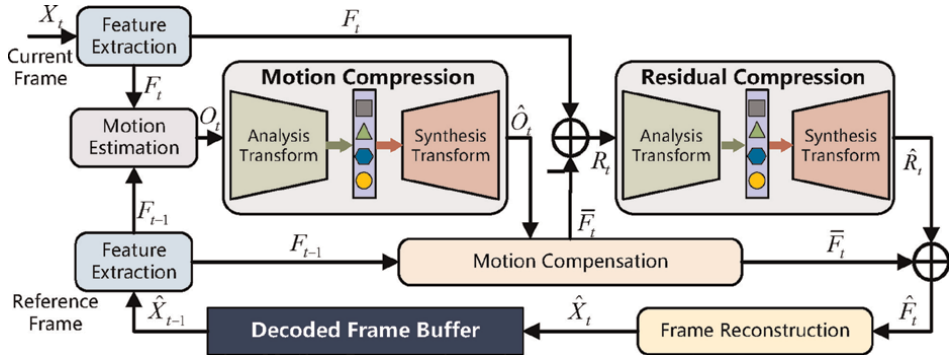 X_t
Current
Frame
Feature
Extraction
F_t
F_t
Motion
Estimation
O_t
Motion Compression
Analysis
Transform
Synthesis
Transform
Ô_t
R_t
Residual Compression
Analysis
Transform
Synthesis
Transform
R̂_t
F_{t-1}
Feature
Extraction
F_{t-1}
Motion Compensation
F̅_t
F̅_t
Reference
Frame
X̂_{t-1}
Decoded Frame Buffer
X̂_t
Frame Reconstruction
F̂_t